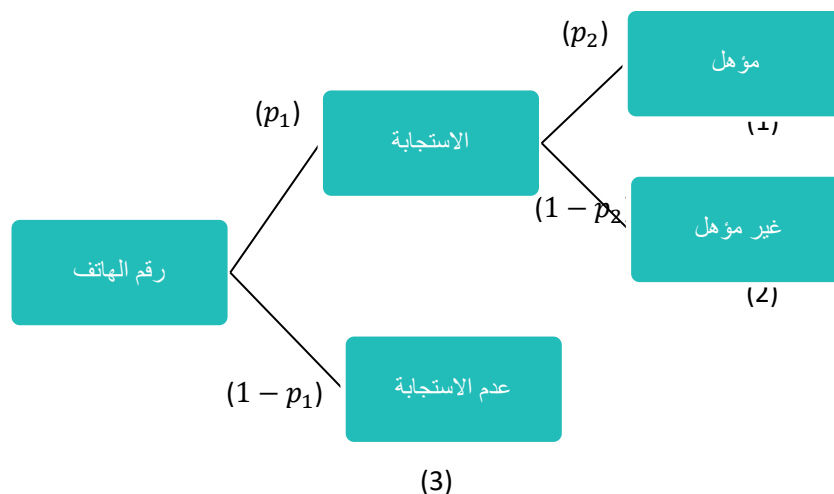 (p₂)
مؤهل
(1)
(p₁)
الاستجابة
(1 − p₂
غير مؤهل
(2)
رقم الهاتف
(1 − p₁)
عدم الاستجابة
(3)